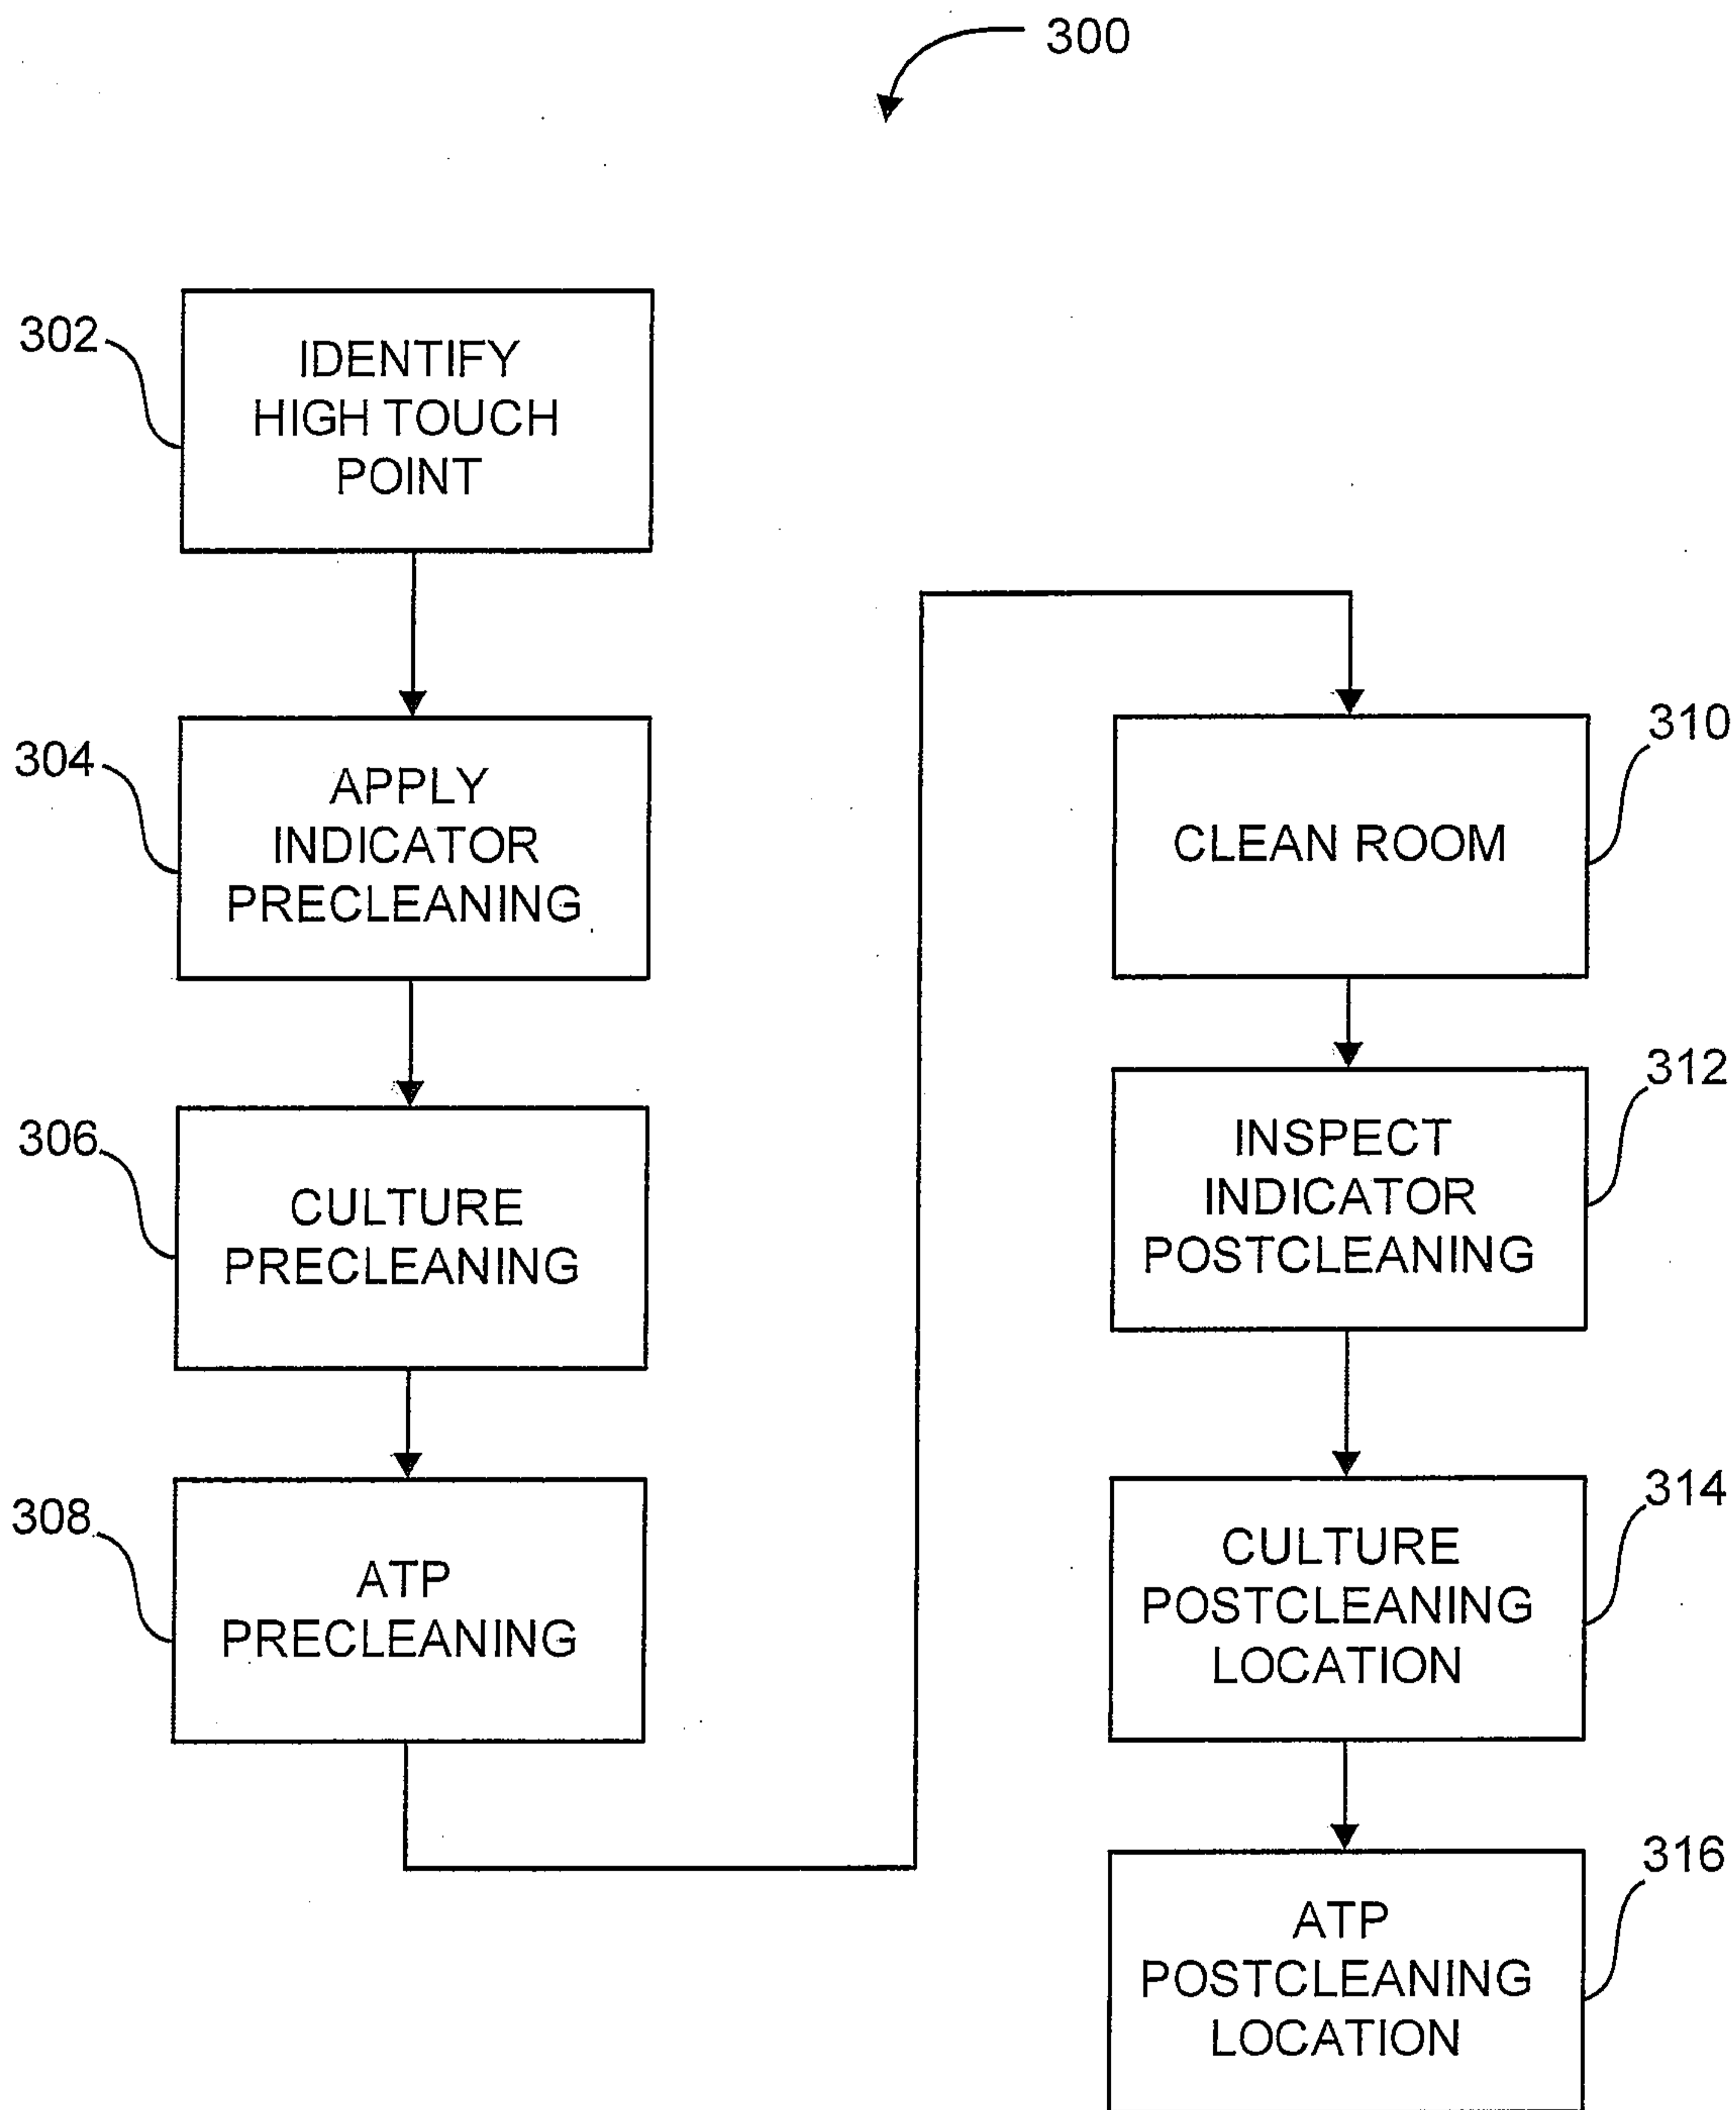 300
302
IDENTIFY
HIGH TOUCH
POINT
304
APPLY
INDICATOR
PRECLEANING
306
CULTURE
PRECLEANING
308
ATP
PRECLEANING
310
CLEAN ROOM
312
INSPECT
INDICATOR
POSTCLEANING
314
CULTURE
POSTCLEANING
LOCATION
316
ATP
POSTCLEANING
LOCATION